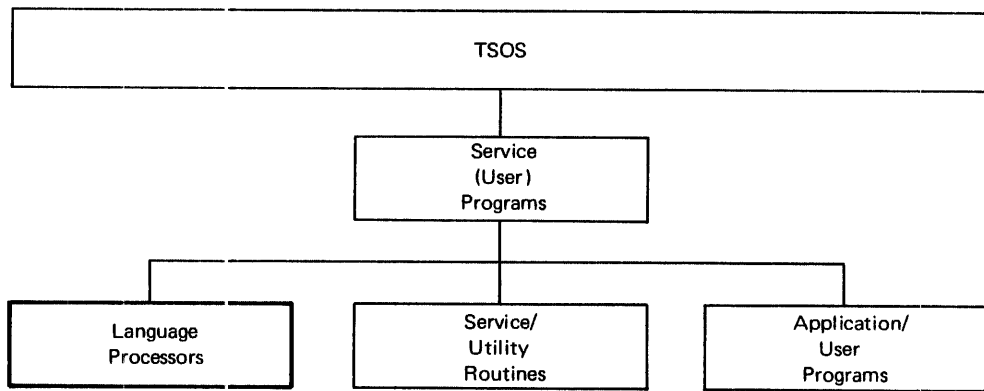 TSOS
Service
(User)
Programs
Language
Processors
Service/
Utility
Routines
Application/
User
Programs